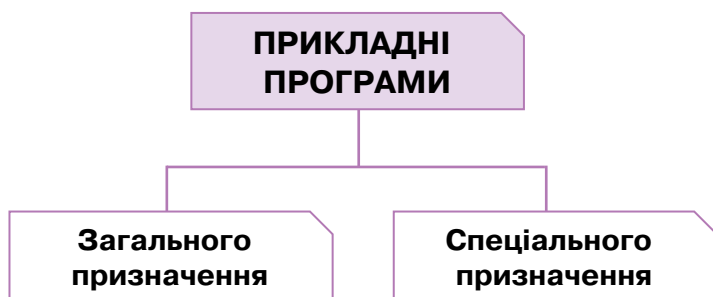 ПРИКЛАДНІ
ПРОГРАМИ
Загального
призначення
Спеціального
призначення